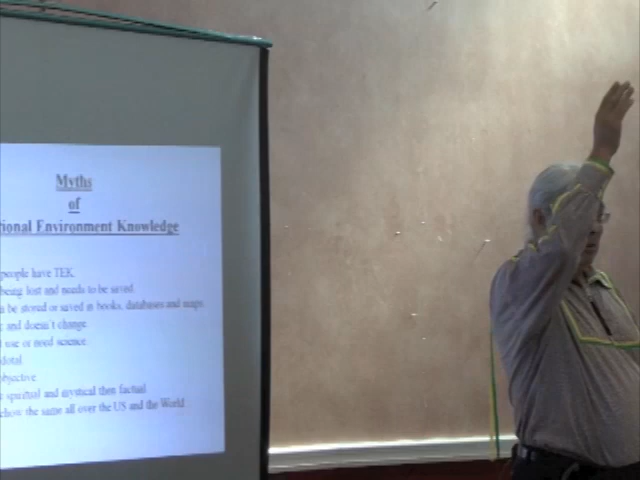 Myths
of
ional Environment Knowledge
people have TEK
being lost and needs to be saved
n be stored or saved in books, databases and maps
and doesn't change
use or need science
dotal
objective
spiritual and mystical then factual
the same all over the US and the World